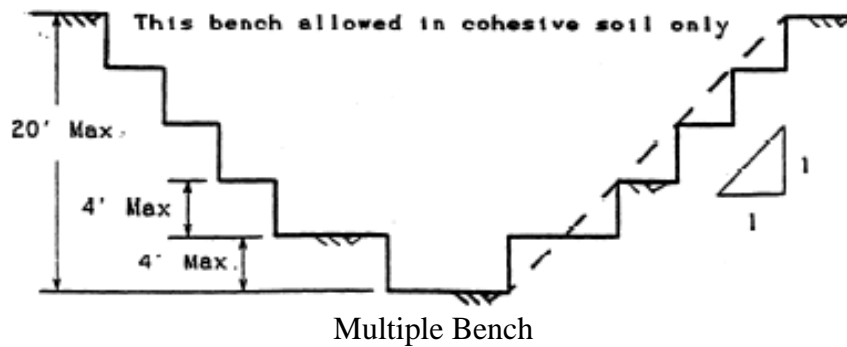 This bench allowed in cohesive soil only
20' Max.
4' Max
1
4' Max.
1
Multiple Bench